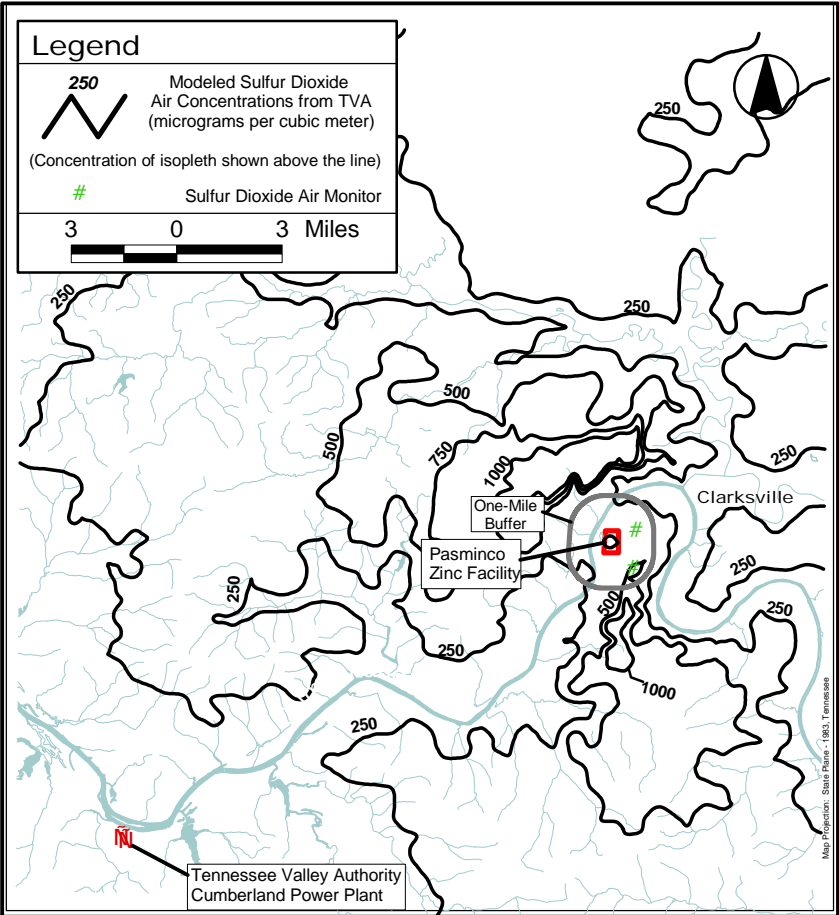 Legend
250
Modeled Sulfur Dioxide
Air Concentrations from TVA
(micrograms per cubic meter)
(Concentration of isopleth shown above the line)
#
Sulfur Dioxide Air Monitor
3 0 3 Miles
250
250
250
500
500
750
1000
250
Clarksville
One-Mile
Buffer
#
Pasminco
Zinc Facility
#
250
250
500
250
250
1000
250
Tennessee Valley Authority
Cumberland Power Plant
Map Projection: State Plane - 1983, Tennessee